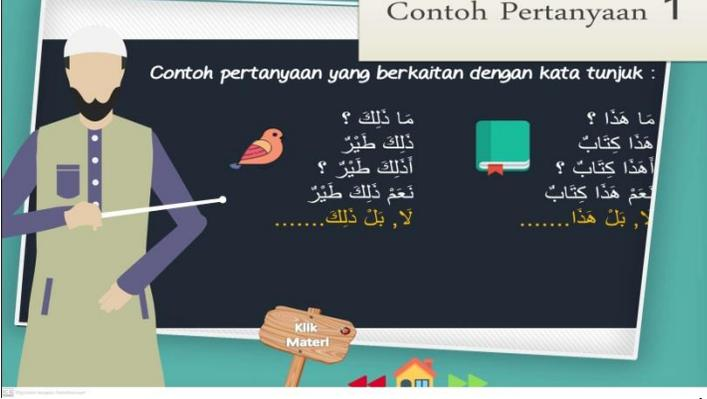 Contoh Pertanyaan 1
Contoh pertanyaan yang berkaitan dengan kata tunjuk :
مَا هَذَا ؟
هَذَا كِتَابٌ
أَهَذَا كِتَابٌ ؟
نَعَمْ هَذَا كِتَابٌ
لَا, بَلْ هَذَا.......
مَا ذَلِكَ ؟
ذَلِكَ طَيْرٌ
أَذَلِكَ طَيْرٌ ؟
نَعَمْ ذَلِكَ طَيْرٌ
لَا, بَلْ ذَلِكَ.......
Klik
Materi